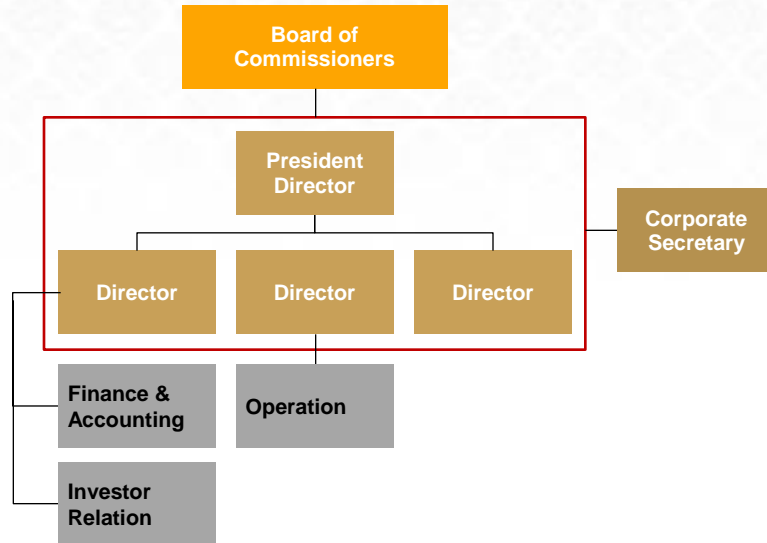 Board of
Commissioners
President
Director
Corporate
Secretary
Director
Director
Director
Finance &
Accounting
Operation
Investor
Relation